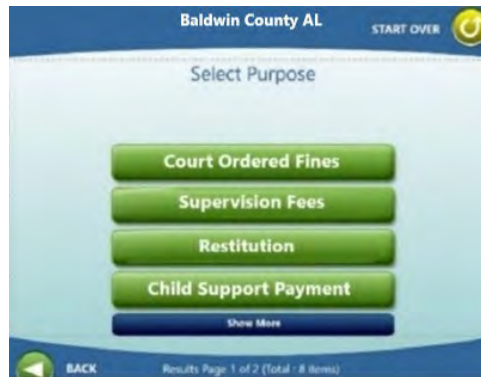 Baldwin County AL
START OVER
Select Purpose
Court Ordered Fines
Supervision Fees
Restitution
Child Support Payment
Show More
BACK
Results Page 1 of 2 (Total : 8 items)